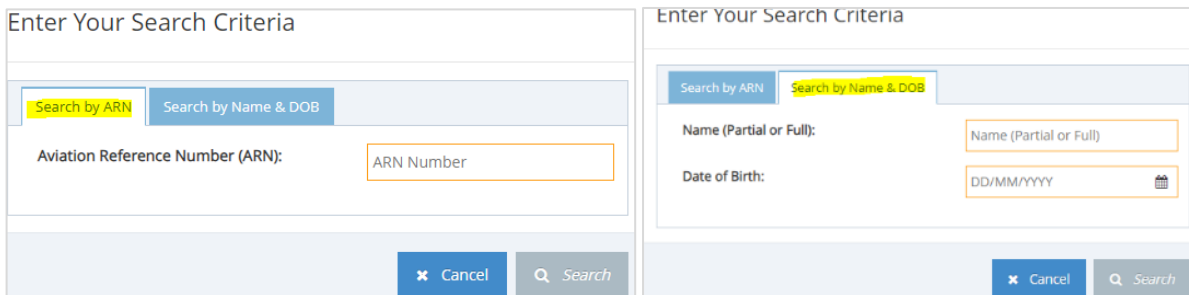 Enter Your Search Criteria
Search by ARN Search by Name & DOB
Aviation Reference Number (ARN): ARN Number
Cancel Search
Enter Your Search Criteria
Search by ARN Search by Name & DOB
Name (Partial or Full): Name (Partial or Full)
Date of Birth: DD/MM/YYYY
Cancel Search